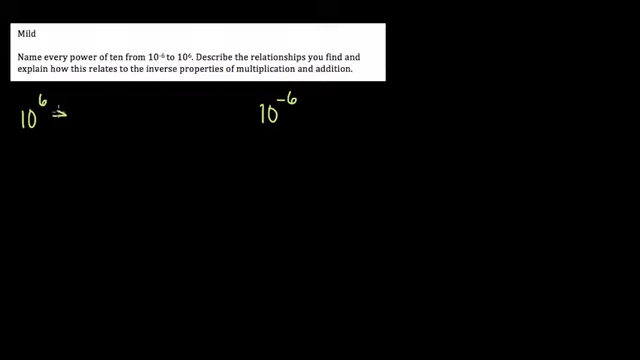 Mild
Name every power of ten from 10⁻⁶ to 10⁶. Describe the relationships you find and
explain how this relates to the inverse properties of multiplication and addition.
10⁶ ⇒ 10⁻⁶